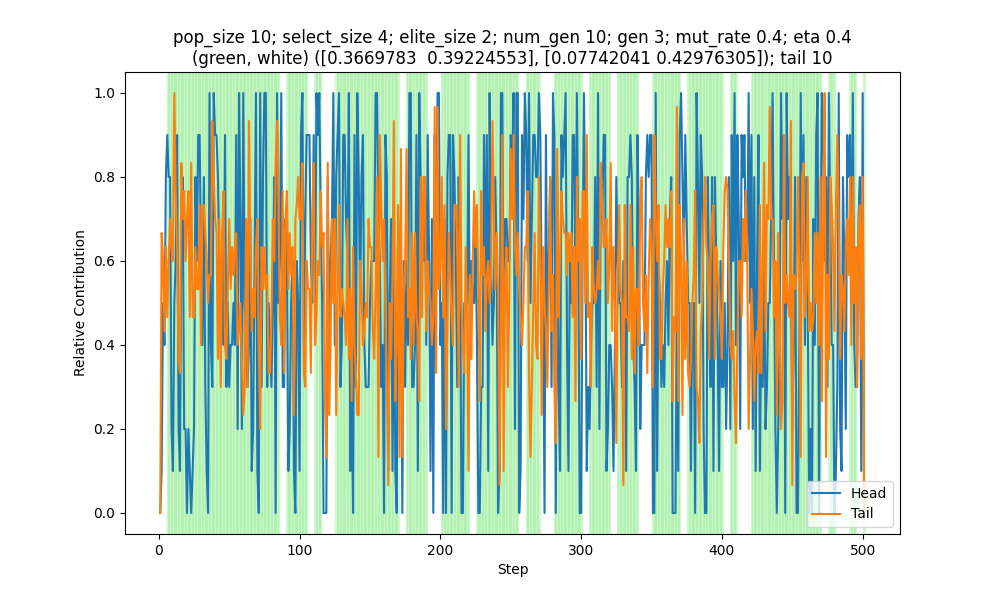 pop_size 10; select_size 4; elite_size 2; num_gen 10; gen 3; mut_rate 0.4; eta 0.4
(green, white) ([0.3669783  0.39224553], [0.07742041 0.42976305]); tail 10
Relative Contribution
1.0
0.8
0.6
0.4
0.2
0.0
Head
Tail
0
100
200
300
400
500
Step